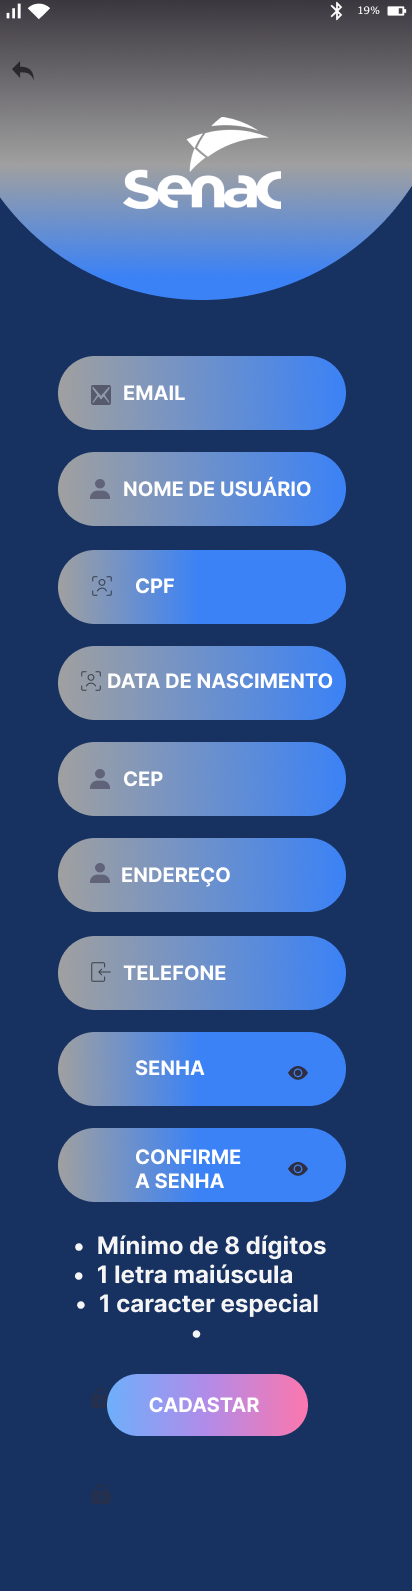 19%
Senac
EMAIL
NOME DE USUÁRIO
CPF
DATA DE NASCIMENTO
CEP
ENDEREÇO
TELEFONE
SENHA
CONFIRME
A SENHA
• Mínimo de 8 dígitos
• 1 letra maiúscula
• 1 caracter especial
•
CADASTAR